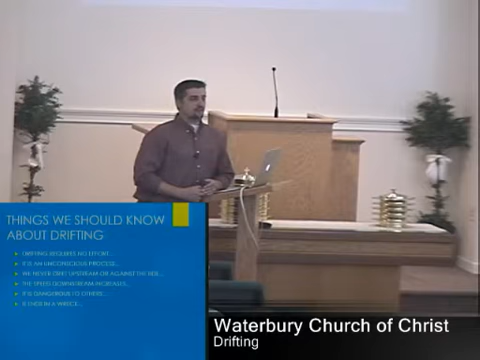 THINGS WE SHOULD KNOW
ABOUT DRIFTING
DRIFTING REQUIRES NO EFFORT...
IT IS AN UNCONSCIOUS PROCESS...
WE NEVER DRIFT UPSTREAM OR AGAINST THE
THE SPEED DOWNSTREAM INCREASES...
IT IS DANGEROUS TO OTHERS...
IT ENDS IN A WRECK...
Waterbury Church of Christ
Drifting